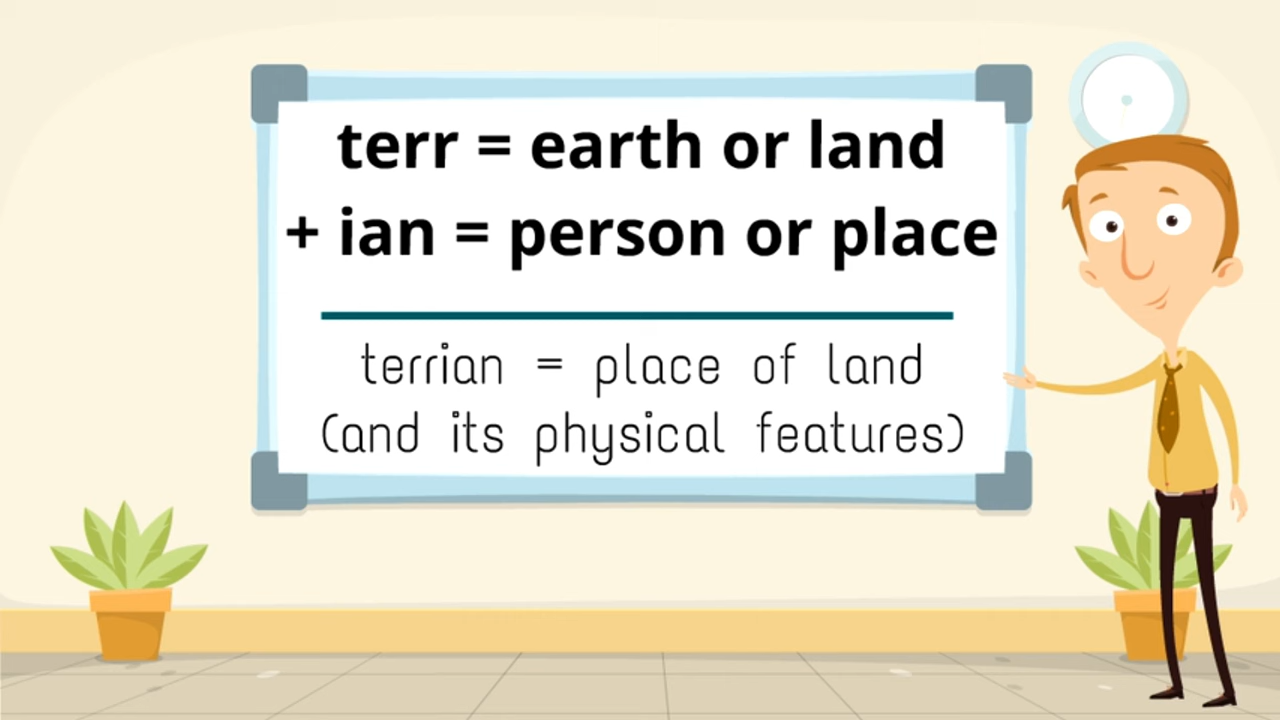 terr = earth or land
+ ian = person or place
terrian = place of land
(and its physical features)